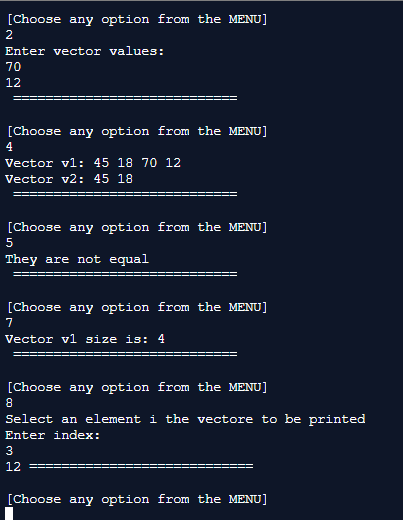 [Choose any option from the MENU]
2
Enter vector values:
70
12
============================
[Choose any option from the MENU]
4
Vector v1: 45 18 70 12
Vector v2: 45 18
============================
[Choose any option from the MENU]
5
They are not equal
============================
[Choose any option from the MENU]
7
Vector v1 size is: 4
============================
[Choose any option from the MENU]
8
Select an element i the vectore to be printed
Enter index:
3
12 ============================
[Choose any option from the MENU]